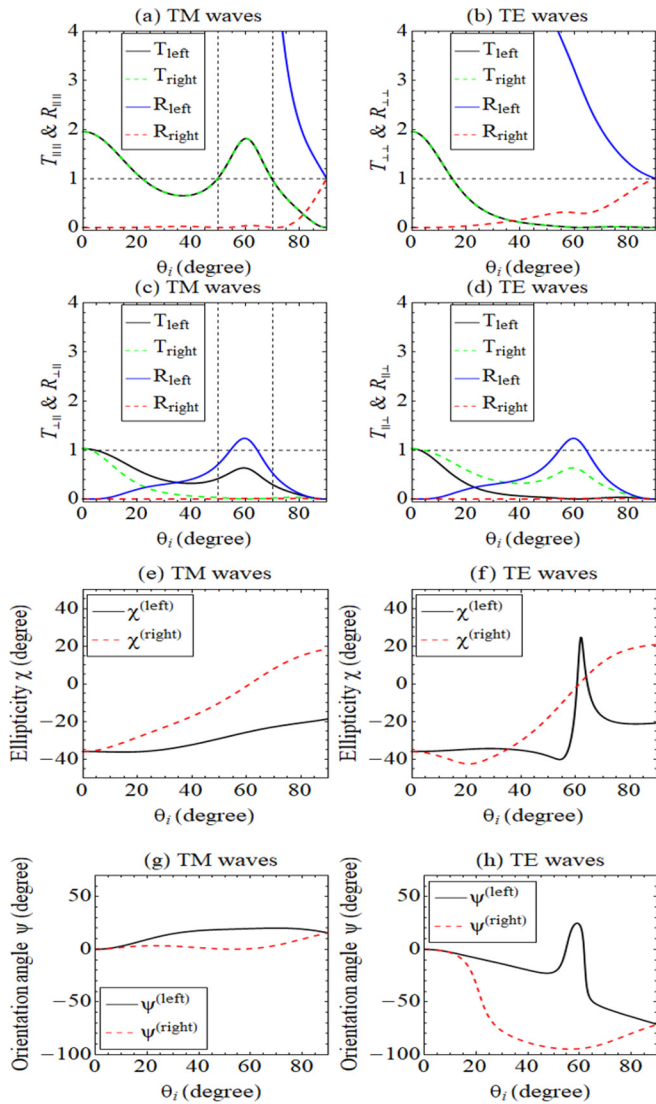 (a) TM waves
(b) TE waves
4
3
2
1
0
T∥∥ & R∥∥
T_left
T_right
R_left
R_right
0 20 40 60 80
θi (degree)
4
3
2
1
0
T⊥⊥ & R⊥⊥
T_left
T_right
R_left
R_right
0 20 40 60 80
θi (degree)
(c) TM waves
(d) TE waves
4
3
2
1
0
T⊥∥ & R⊥∥
T_left
T_right
R_left
R_right
0 20 40 60 80
θi (degree)
4
3
2
1
0
T∥⊥ & R∥⊥
T_left
T_right
R_left
R_right
0 20 40 60 80
θi (degree)
(e) TM waves
(f) TE waves
40
20
0
−20
−40
Ellipticity χ (degree)
χ(left)
χ(right)
0 20 40 60 80
θi (degree)
40
20
0
−20
−40
Ellipticity χ (degree)
χ(left)
χ(right)
0 20 40 60 80
θi (degree)
(g) TM waves
(h) TE waves
50
0
−50
−100
Orientation angle ψ (degree)
ψ(left)
ψ(right)
0 20 40 60 80
θi (degree)
50
0
−50
−100
Orientation angle ψ (degree)
ψ(left)
ψ(right)
0 20 40 60 80
θi (degree)